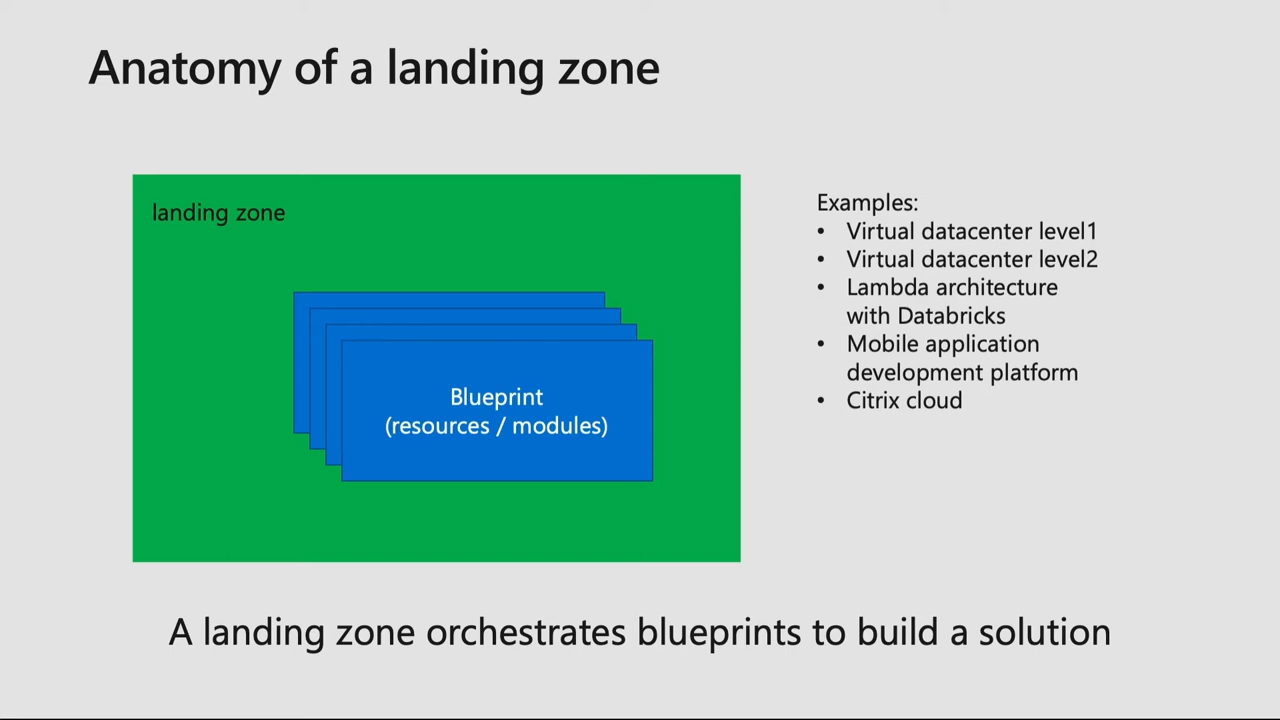 Anatomy of a landing zone
landing zone
Blueprint
(resources / modules)
Examples:
• Virtual datacenter level1
• Virtual datacenter level2
• Lambda architecture
with Databricks
• Mobile application
development platform
• Citrix cloud
A landing zone orchestrates blueprints to build a solution